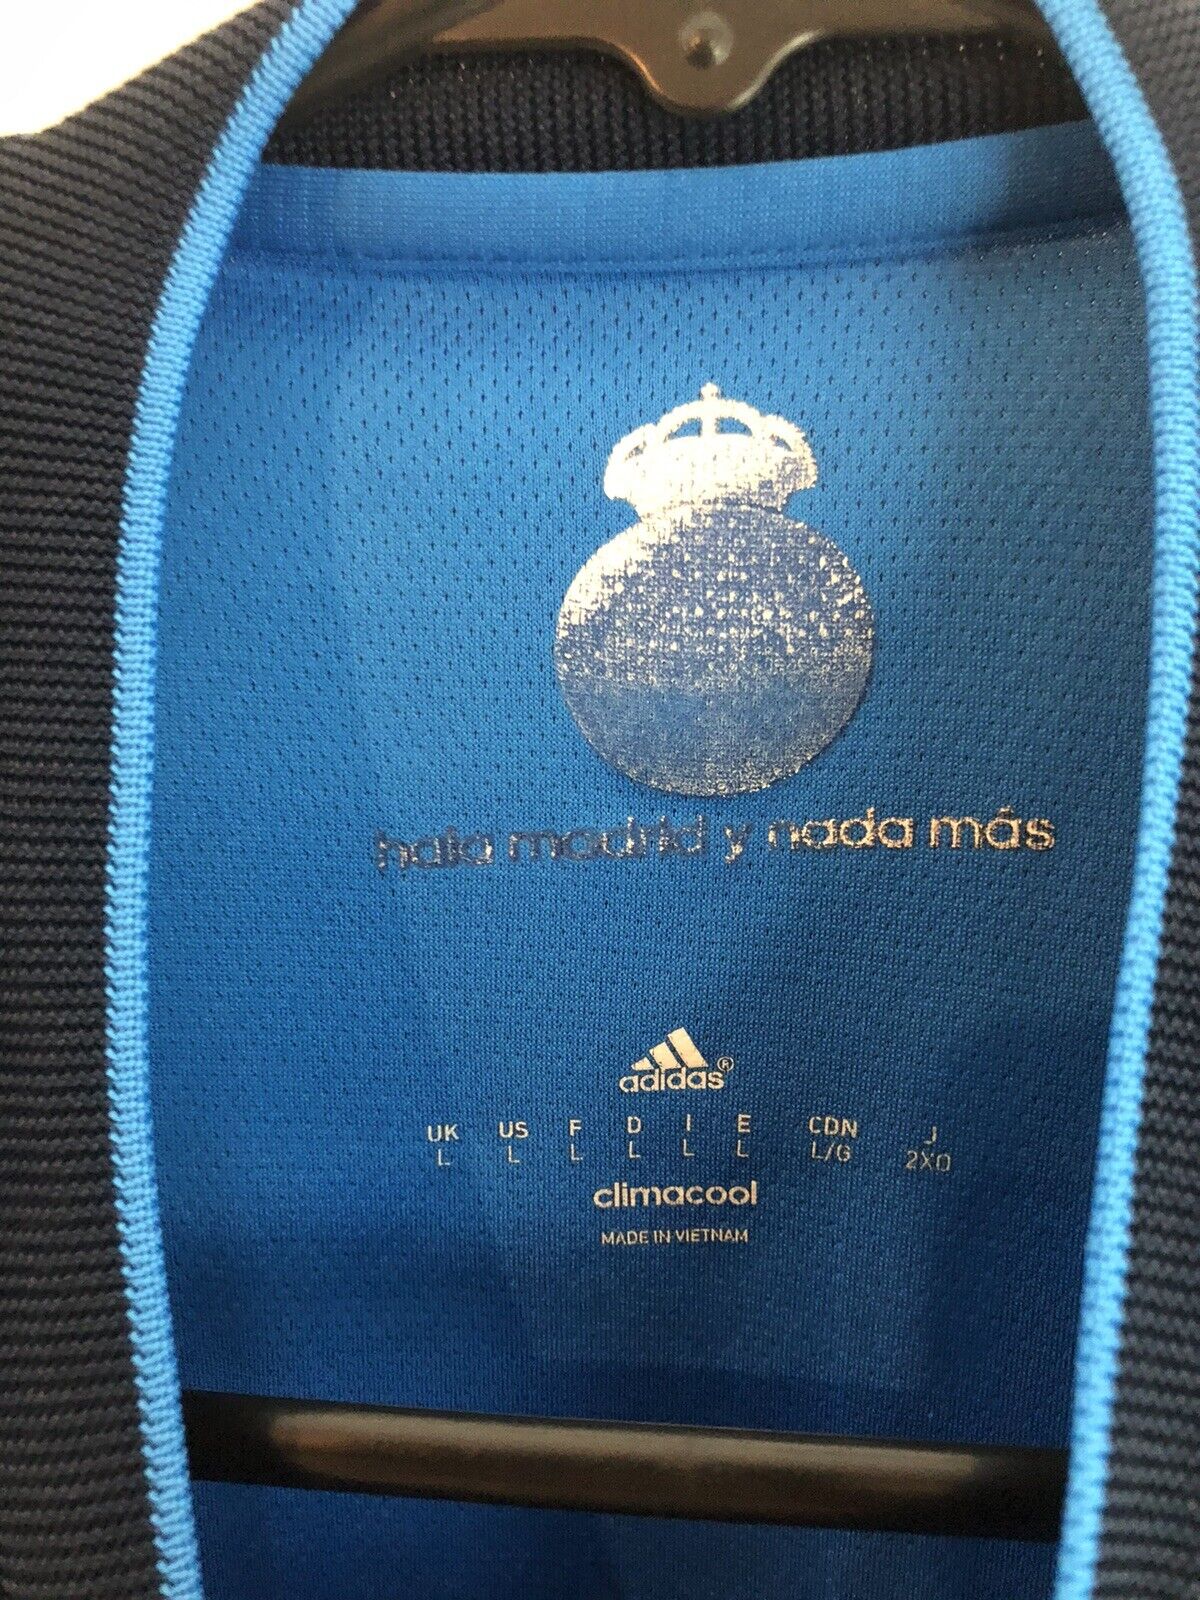 hala madrid y nada más
adidas®
UK US F D I E CDN J
L L L L L L L/G 2XO
climacool
MADE IN VIETNAM